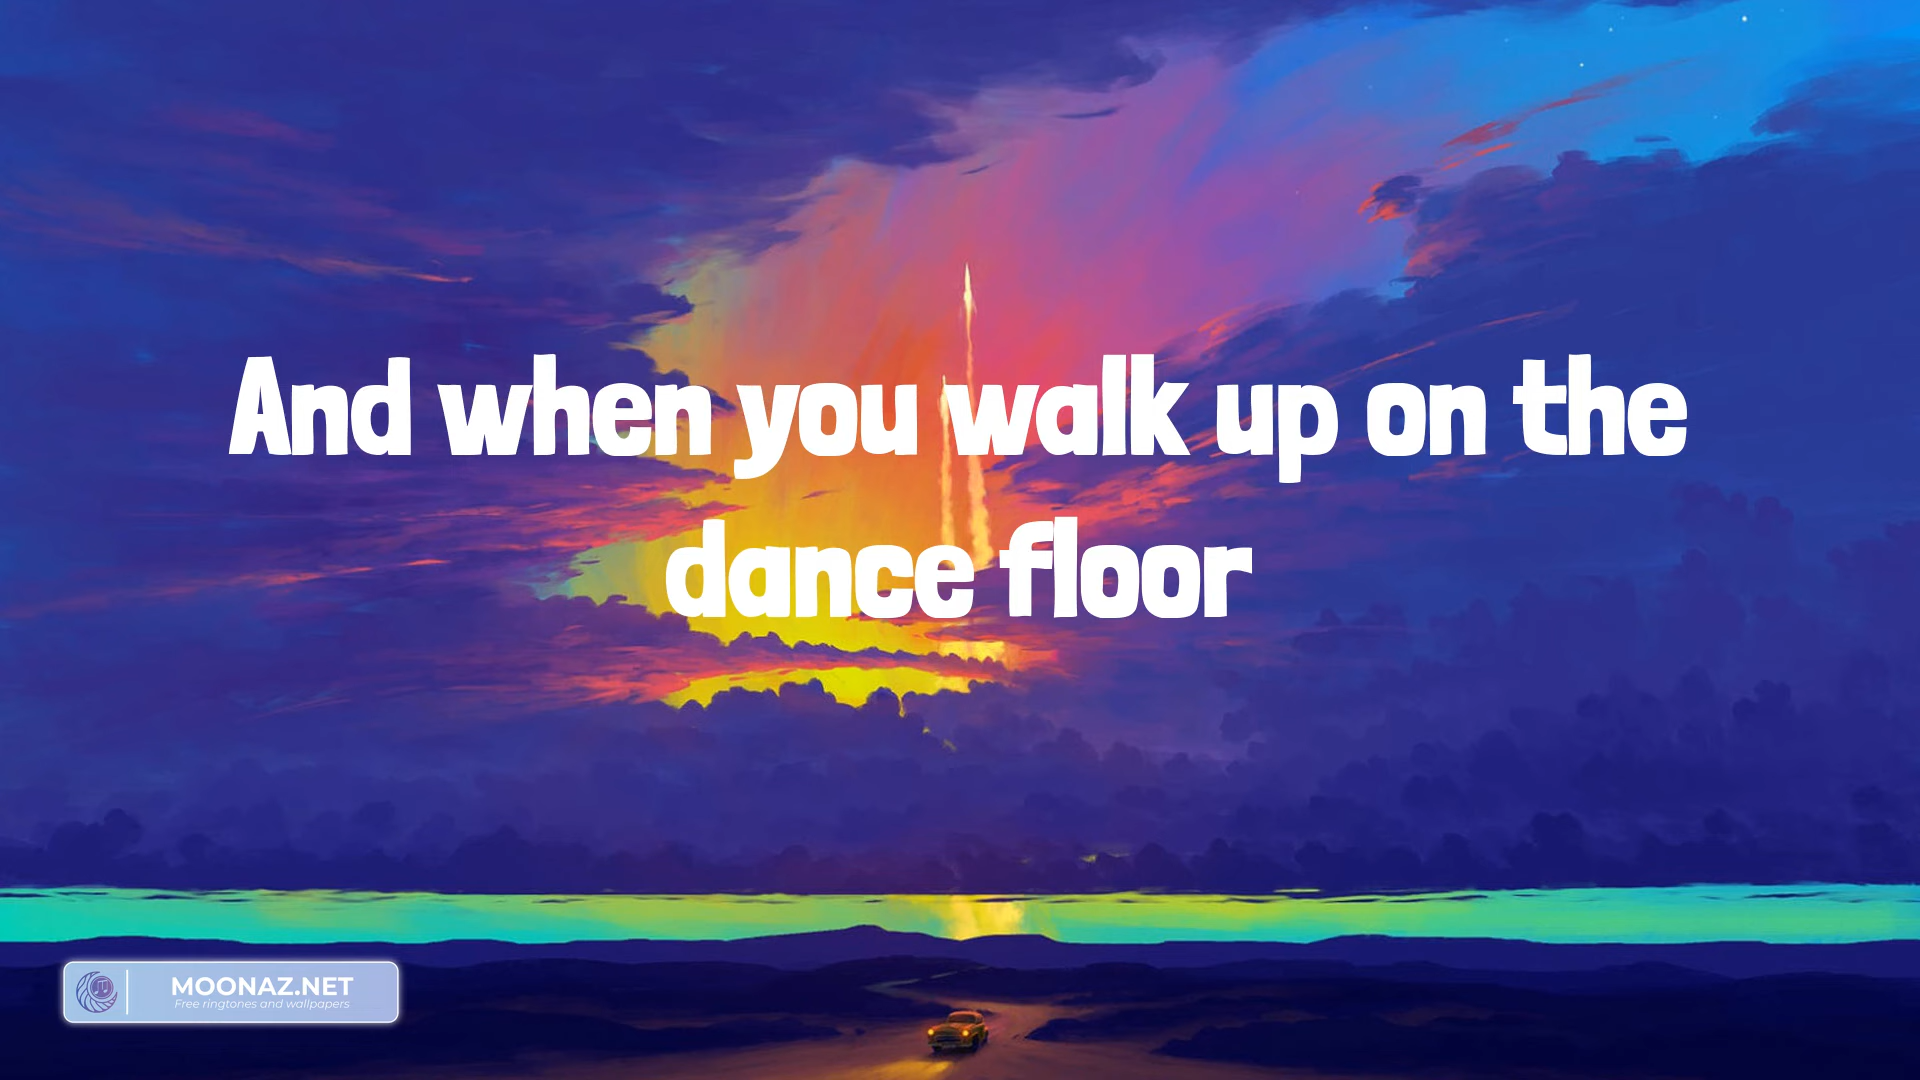 And when you walk up on the
dance floor
MOONAZ.NET
Free ringtones and wallpapers